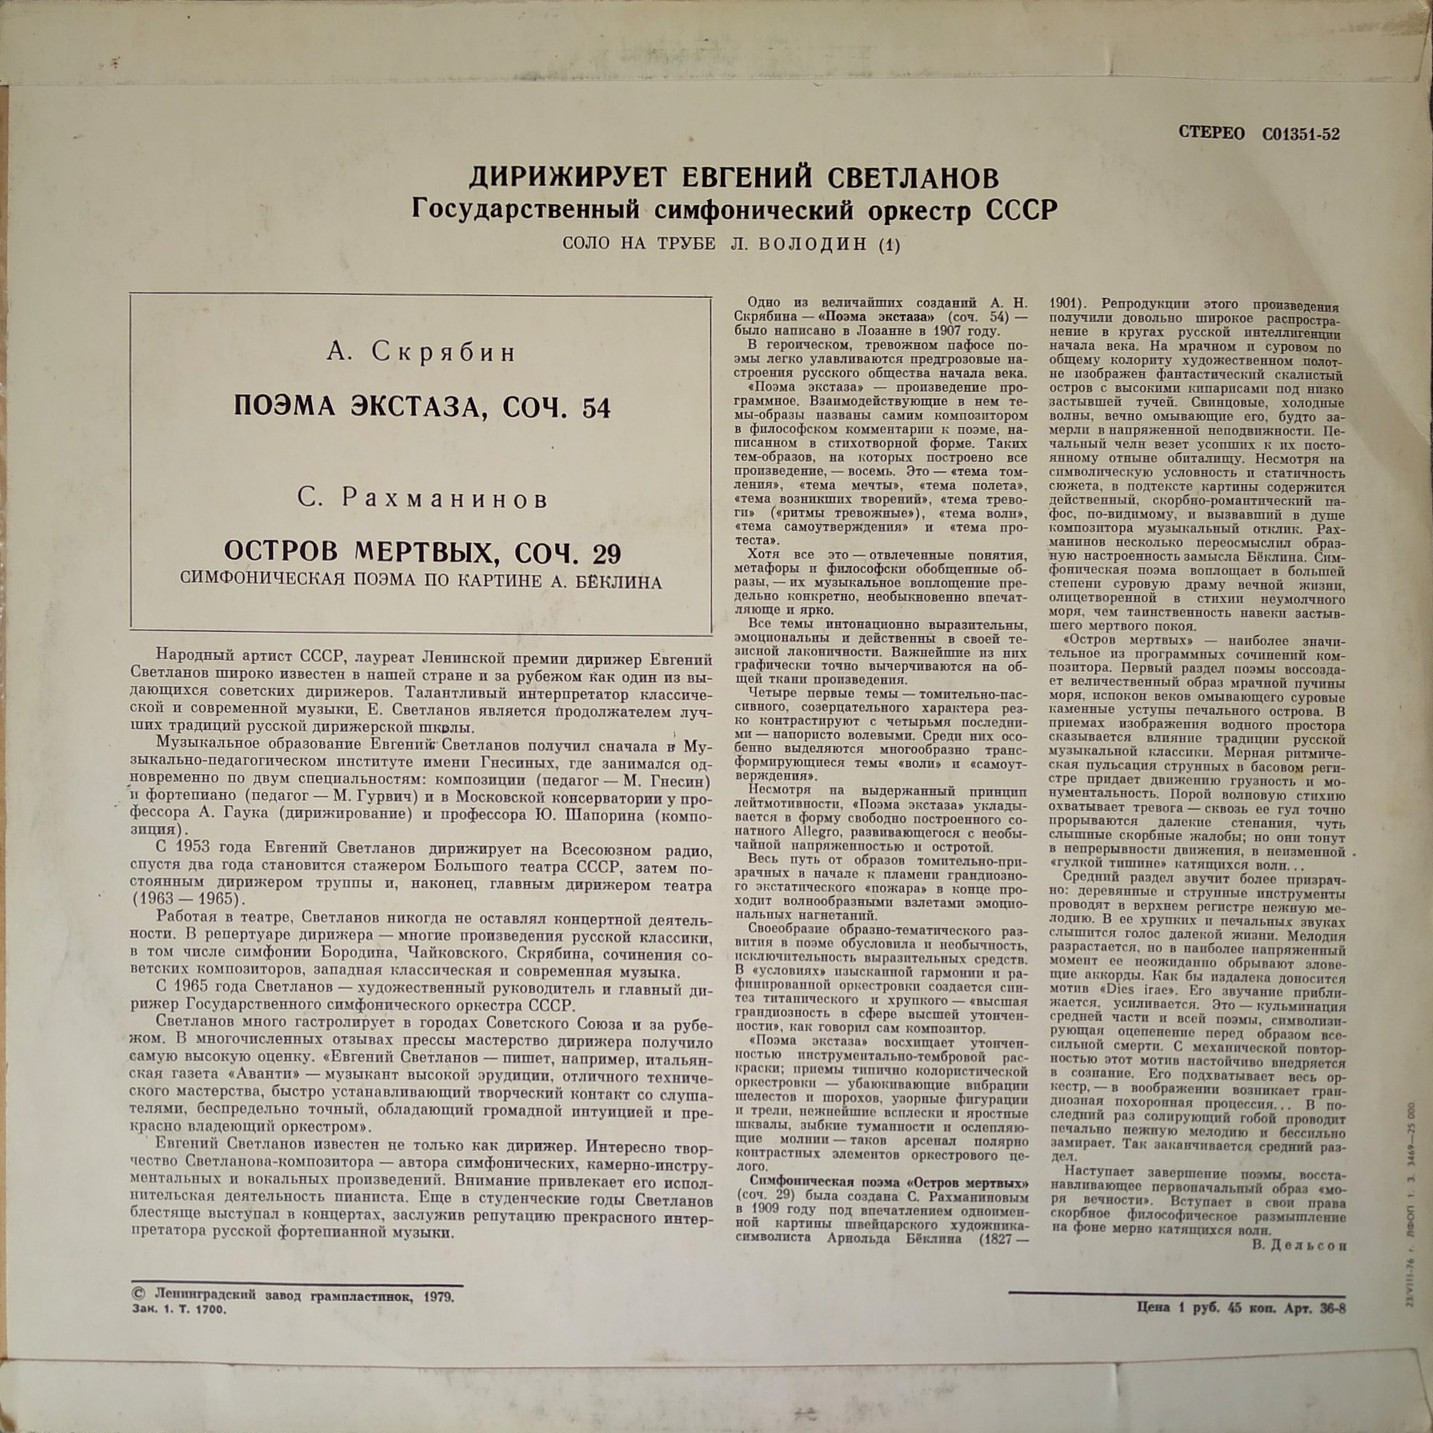 СТЕРЕО С01351-52
ДИРИЖИРУЕТ ЕВГЕНИЙ СВЕТЛАНОВ
Государственный симфонический оркестр СССР
СОЛО НА ТРУБЕ Л. ВОЛОДИН (1)
А. Скрябин
ПОЭМА ЭКСТАЗА, СОЧ. 54
С. Рахманинов
ОСТРОВ МЕРТВЫХ, СОЧ. 29
СИМФОНИЧЕСКАЯ ПОЭМА ПО КАРТИНЕ А. БЁКЛИНА
Народный артист СССР, лауреат Ленинской премии дирижер Евгений
Светланов широко известен в нашей стране и за рубежом как один из вы-
дающихся советских дирижеров. Талантливый интерпретатор классиче-
ской и современной музыки, Е. Светланов является продолжателем луч-
ших традиций русской дирижерской школы.
Музыкальное образование Евгений Светланов получил сначала в Му-
зыкально-педагогическом институте имени Гнесиных, где занимался од-
новременно по двум специальностям: композиции (педагог — М. Гнесин)
и фортепиано (педагог — М. Гурвич) и в Московской консерватории у про-
фессора А. Гаука (дирижирование) и профессора Ю. Шапорина (компо-
зиция).
С 1953 года Евгений Светланов дирижирует на Всесоюзном радио,
спустя два года становится стажером Большого театра СССР, затем по-
стоянным дирижером труппы и, наконец, главным дирижером театра
(1963 — 1965).
Работая в театре, Светланов никогда не оставлял концертной деятель-
ности. В репертуаре дирижера — многие произведения русской классики,
в том числе симфонии Бородина, Чайковского, Скрябина, сочинения со-
ветских композиторов, западная классическая и современная музыка.
С 1965 года Светланов — художественный руководитель и главный ди-
рижер Государственного симфонического оркестра СССР.
Светланов много гастролирует в городах Советского Союза и за рубе-
жом. В многочисленных отзывах прессы мастерство дирижера получило
самую высокую оценку. «Евгений Светланов — пишет, например, итальян-
ская газета «Аванти» — музыкант высокой эрудиции, отличного техниче-
ского мастерства, быстро устанавливающий творческий контакт со слуша-
телями, беспредельно точный, обладающий громадной интуицией и пре-
красно владеющий оркестром».
Евгений Светланов известен не только как дирижер. Интересно твор-
чество Светланова-композитора — автора симфонических, камерно-инстру-
ментальных и вокальных произведений. Внимание привлекает его испол-
нительская деятельность пианиста. Еще в студенческие годы Светланов
блестяще выступал в концертах, заслужив репутацию прекрасного интер-
претатора русской фортепианной музыки.
Одно из величайших созданий А. Н.
Скрябина — «Поэма экстаза» (соч. 54) —
было написано в Лозанне в 1907 году.
В героическом, тревожном пафосе по-
эмы легко улавливаются предгрозовые на-
строения русского общества начала века.
«Поэма экстаза» — произведение про-
граммное. Взаимодействующие в нем те-
мы-образы названы самим композитором
в философском комментарии к поэме, на-
писанном в стихотворной форме. Таких
тем-образов, на которых построено все
произведение, — восемь. Это — «тема том-
ления», «тема мечты», «тема полета»,
«тема возникших творений», «тема трево-
ги» («ритмы тревожные»), «тема воли»,
«тема самоутверждения» и «тема про-
теста».
Хотя все это — отвлеченные понятия,
метафоры и философски обобщенные об-
разы, — их музыкальное воплощение пре-
дельно конкретно, необыкновенно впечат-
ляюще и ярко.
Все темы интонационно выразительны,
эмоциональны и действенны в своей те-
зисной лаконичности. Важнейшие из них
графически точно вычерчиваются на об-
щей ткани произведения.
Четыре первые темы — томительно-пас-
сивного, созерцательного характера рез-
ко контрастируют с четырьмя последни-
ми — напористо волевыми. Среди них осо-
бенно выделяются многообразно транс-
формирующиеся темы «воли» и «самоут-
верждения».
Несмотря на выдержанный принцип
лейтмотивности, «Поэма экстаза» уклады-
вается в форму свободно построенного со-
натного Allegro, развивающегося с необы-
чайной напряженностью и остротой.
Весь путь от образов томительно-при-
зрачных в начале к пламени грандиозно-
го экстатического «пожара» в конце про-
ходит волнообразными взлетами эмоцио-
нальных нагнетаний.
Своеобразие образно-тематического раз-
вития в поэме обусловила и необычность,
исключительность выразительных средств.
В «условиях» изысканной гармонии и ра-
финированной оркестровки создается син-
тез титанического и хрупкого — «высшая
грандиозность в сфере высшей утончен-
ности», как говорил сам композитор.
«Поэма экстаза» восхищает утончен-
ностью инструментально-тембровой рас-
краски; приемы типично колористической
оркестровки — убаюкивающие вибрации
шелестов и шорохов, узорные фигурации
и трели, нежнейшие всплески и яростные
шквалы, зыбкие туманности и ослепляю-
щие молнии — таков арсенал полярно
контрастных элементов оркестрового це-
лого.
Симфоническая поэма «Остров мертвых»
(соч. 29) была создана С. Рахманиновым
в 1909 году под впечатлением одноимен-
ной картины швейцарского художника-
символиста Арнольда Бёклина (1827 —
1901). Репродукции этого произведения
получили довольно широкое распростра-
нение в кругах русской интеллигенции
начала века. На мрачном и суровом по
общему колориту художественном полот-
не изображен фантастический скалистый
остров с высокими кипарисами под низко
застывшей тучей. Свинцовые, холодные
волны, вечно омывающие его, будто за-
мерли в напряженной неподвижности. Пе-
чальный челн везет усопших к их посто-
янному отныне обиталищу. Несмотря на
символическую условность и статичность
сюжета, в подтексте картины содержится
действенный, скорбно-романтический па-
фос, по-видимому, и вызвавший в душе
композитора музыкальный отклик. Рах-
манинов несколько переосмыслил образ-
ную настроенность замысла Бёклина. Сим-
фоническая поэма воплощает в большей
степени суровую драму вечной жизни,
олицетворенной в стихии неумолчного
моря, чем таинственность навеки застыв-
шего мертвого покоя.
«Остров мертвых» — наиболее значи-
тельное из программных сочинений ком-
позитора. Первый раздел поэмы воссозда-
ет величественный образ мрачной пучины
моря, испокон веков омывающего суровые
каменные уступы печального острова. В
приемах изображения водного простора
сказывается влияние традиции русской
музыкальной классики. Мерная ритмиче-
ская пульсация струнных в басовом реги-
стре придает движению грузность и мо-
нументальность. Порой волновую стихию
охватывает тревога — сквозь ее гул точно
прорываются далекие стенания, чуть
слышные скорбные жалобы; но они тонут
в непрерывности движения, в неизменной
«гулкой тишине» катящихся волн...
Средний раздел звучит более призрач-
но: деревянные и струнные инструменты
проводят в верхнем регистре нежную ме-
лодию. В ее хрупких и печальных звуках
слышится голос далекой жизни. Мелодия
разрастается, но в наиболее напряженный
момент ее неожиданно обрывают злове-
щие аккорды. Как бы издалека доносится
мотив «Dies irae». Его звучание прибли-
жается, усиливается. Это — кульминация
средней части и всей поэмы, символизи-
рующая оцепенение перед образом все-
сильной смерти. С механической повтор-
ностью этот мотив настойчиво внедряется
в сознание. Его подхватывает весь ор-
кестр, — в воображении возникает гран-
диозная похоронная процессия... В по-
следний раз солирующий гобой проводит
печально нежную мелодию и бессильно
замирает. Так заканчивается средний раз-
дел.
Наступает завершение поэмы, восста-
навливающее первоначальный образ «мо-
ря вечности». Вступает в свои права
скорбное философическое размышление
на фоне мерно катящихся волн.
В. Дельсон
© Ленинградский завод грампластинок, 1979.
Зак. 1. Т. 1700.
Цена 1 руб. 45 коп. Арт. 36-8
23/VIII-76 г. ЛФОП 1. З. 3469—25 000.